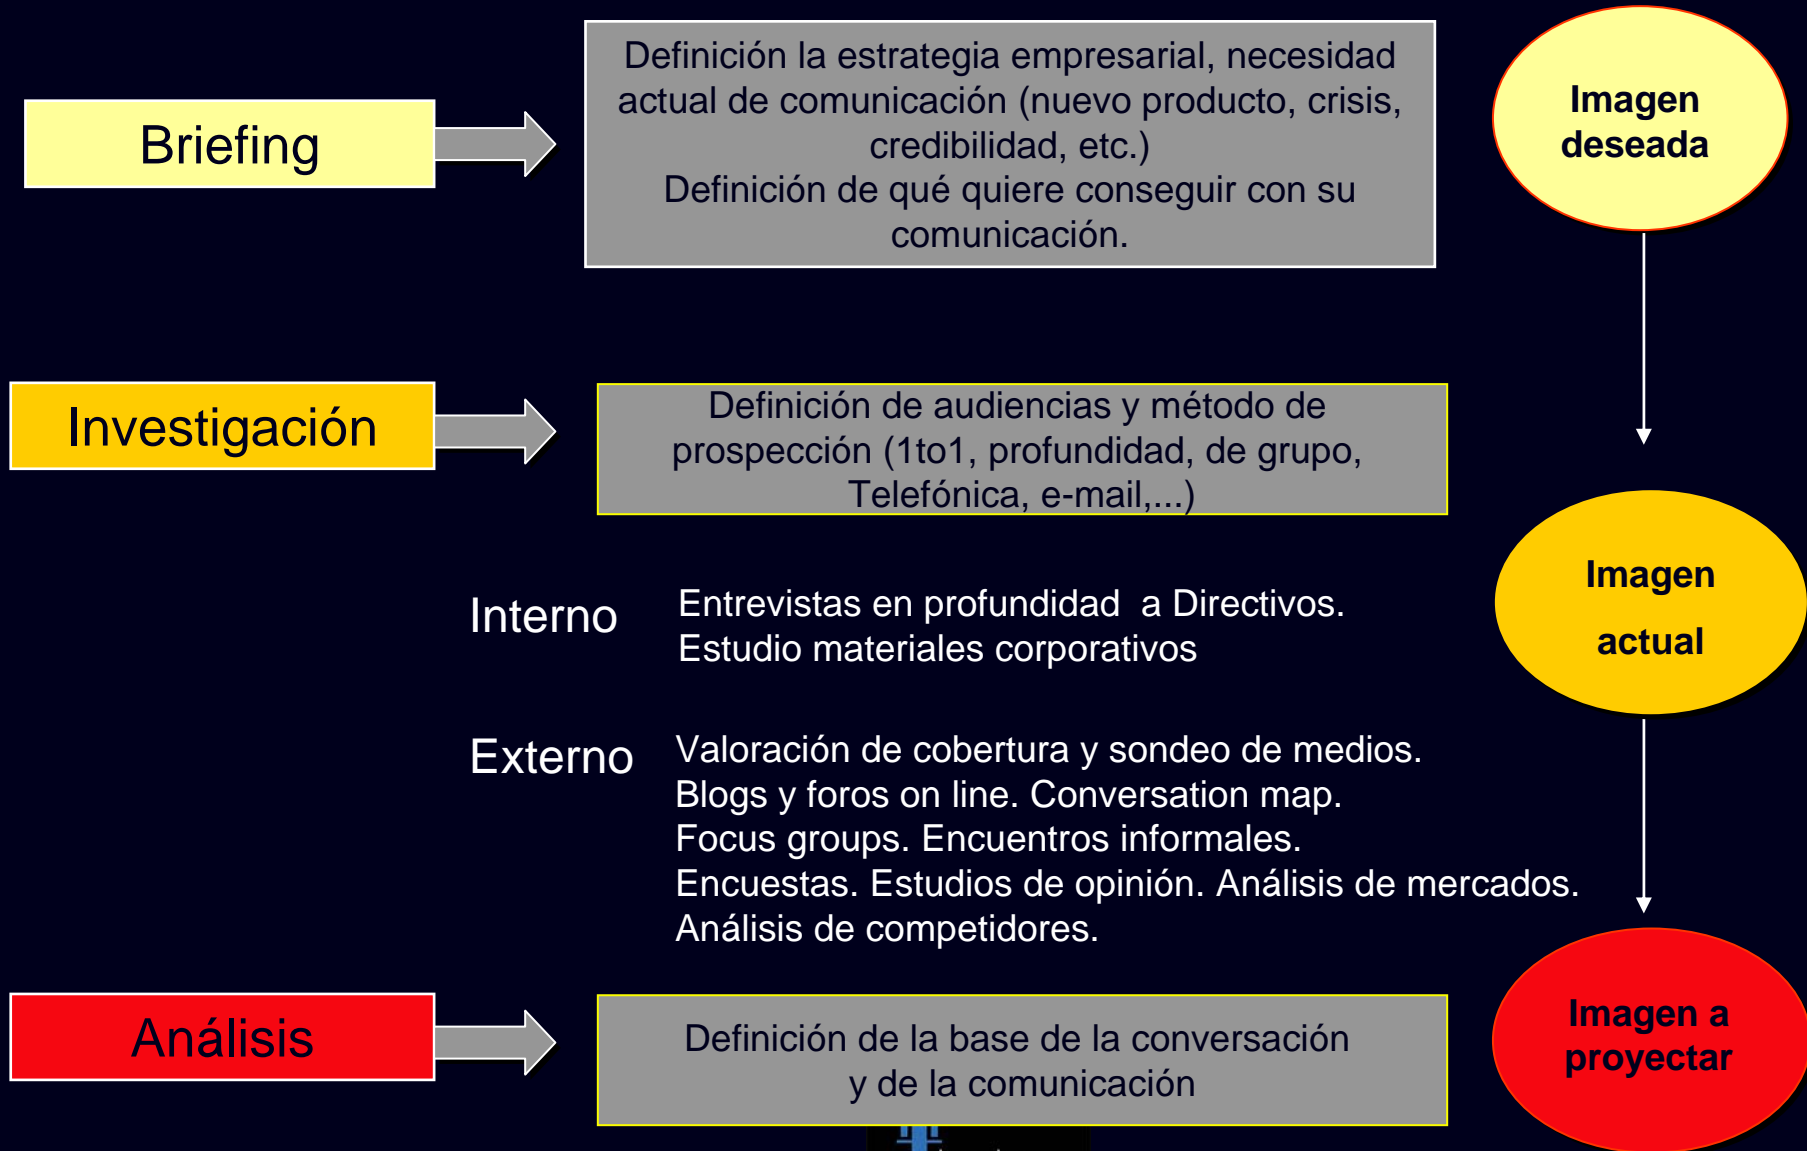 Briefing
Definición la estrategia empresarial, necesidad
actual de comunicación (nuevo producto, crisis,
credibilidad, etc.)
Definición de qué quiere conseguir con su
comunicación.
Imagen
deseada
Investigación
Definición de audiencias y método de
prospección (1to1, profundidad, de grupo,
Telefónica, e-mail,...)
Imagen
actual
Interno
Entrevistas en profundidad  a Directivos.
Estudio materiales corporativos
Externo
Valoración de cobertura y sondeo de medios.
Blogs y foros on line. Conversation map.
Focus groups. Encuentros informales.
Encuestas. Estudios de opinión. Análisis de mercados.
Análisis de competidores.
Análisis
Definición de la base de la conversación
y de la comunicación
Imagen a
proyectar